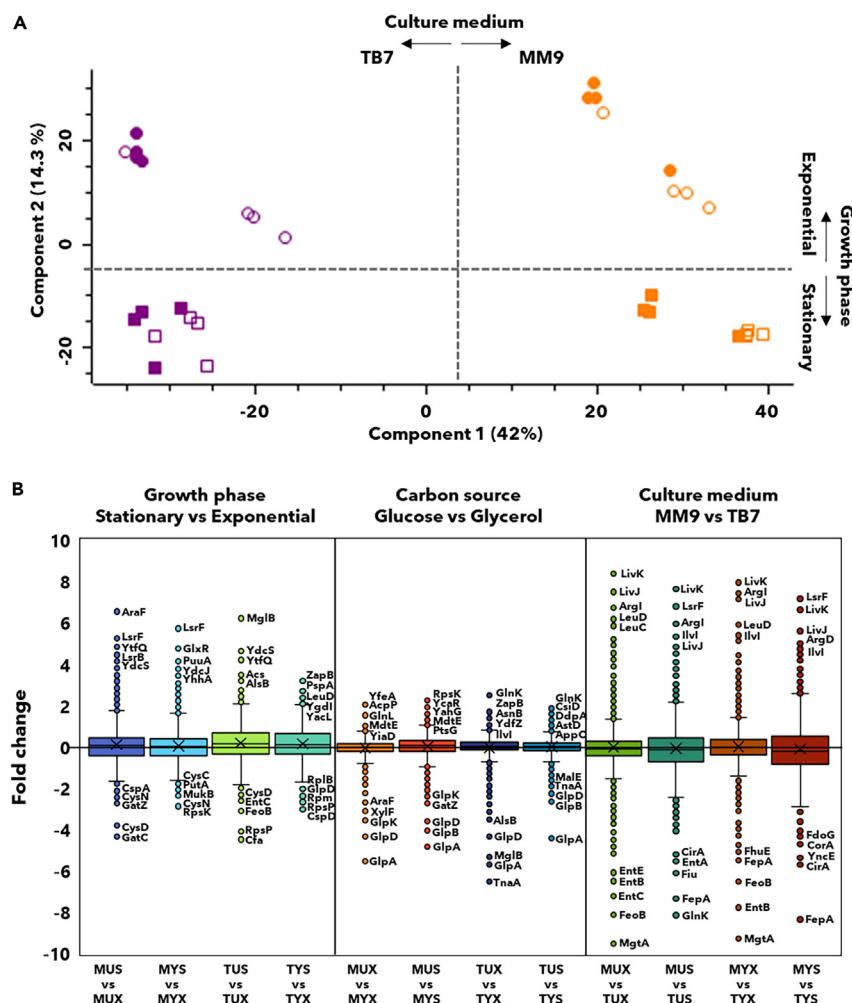 A
Culture medium
TB7
MM9
Component 2 (14.3 %)
20
0
-20
Exponential
Stationary
Growth phase
-20
0
20
40
Component 1 (42%)
B
Growth phase
Stationary vs Exponential
Carbon source
Glucose vs Glycerol
Culture medium
MM9 vs TB7
Fold change
10
8
6
4
2
0
-2
-4
-6
-8
-10
AraF
LsrF
YtfQ
LsrB
YdcS
CspA
CysN
GatZ
CysD
GatC
LsrF
GlxR
PuuA
YdcJ
YnhA
CysC
PutA
MukB
CysN
RpsK
MglB
YdcS
YtfQ
Acs
AlsB
CysD
EntC
FeoB
RpsP
Cfa
ZapB
PspA
LeuD
YgdI
YacL
RplB
GlpD
Rpm
RpsP
CspD
YfeA
AcpP
GlnL
MdtE
YiaD
AraF
XylF
GlpK
GlpD
GlpA
RpsK
YcaR
YahG
MdtE
PtsG
GlpK
GatZ
GlpD
GlpB
GlpA
GlnK
ZapB
AsnB
YdfZ
IlvI
AlsB
GlpD
MglB
GlpA
TnaA
GlnK
CsiD
DdpA
AstD
AppC
MalE
TnaA
GlpD
GlpB
GlpA
LivK
LivJ
ArgI
LeuD
LeuC
EntE
EntB
EntC
FeoB
MgtA
LivK
LsrF
ArgI
IlvI
LivJ
CirA
EntA
Fiu
FepA
GlnK
LivK
ArgI
LivJ
LeuD
IlvI
FhuE
FepA
FeoB
EntB
MgtA
LsrF
LivK
LivJ
ArgD
IlvI
FdoG
CorA
YncE
CirA
FepA
MUS
vs
MUX
MYS
vs
MYX
TUS
vs
TUX
TYS
vs
TYX
MUX
vs
MYX
MUS
vs
MYS
TUX
vs
TYX
TUS
vs
TYS
MUX
vs
TUX
MUS
vs
TUS
MYX
vs
TYX
MYS
vs
TYS